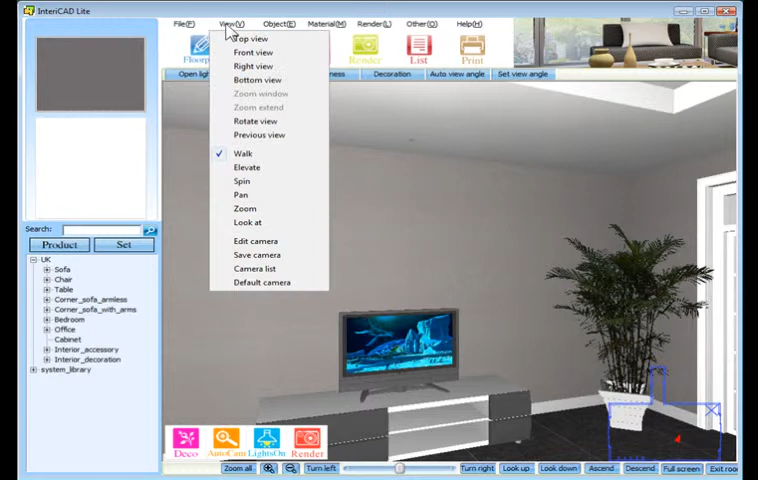 InteriCAD Lite
File(F) View(V) Object(E) Material(M) Render(L) Other(O) Help(H)
Top view
Front view
Right view
Bottom view
Zoom window
Zoom extend
Rotate view
Previous view
Walk
Elevate
Spin
Pan
Zoom
Look at
Edit camera
Save camera
Camera list
Default camera
Render List Print
Decoration Auto view angle Set view angle
Search:
Product Set
UK
Sofa
Chair
Table
Corner_sofa_armless
Corner_sofa_with_arms
Bedroom
Office
Cabinet
Interior_accessory
Interior_decoration
system_library
Deco AutoCam LightsOn Render
Zoom all Turn left Turn right Look up Look down Ascend Descend Full screen